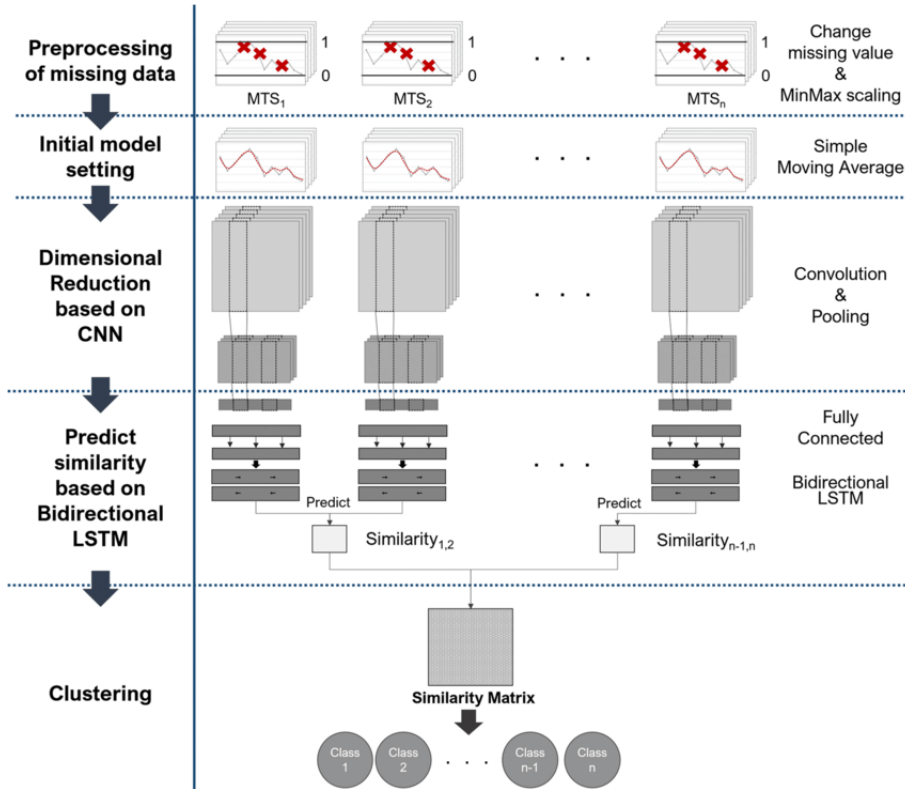 Preprocessing
of missing data
1
0
MTS1
1
0
MTS2
. . .
1
0
MTSn
Change
missing value
&
MinMax scaling
Initial model
setting
. . .
Simple
Moving Average
Dimensional
Reduction
based on
CNN
. . .
Convolution
&
Pooling
Predict
similarity
based on
Bidirectional
LSTM
. . .
Fully
Connected
Bidirectional
LSTM
Predict
Predict
Similarity1,2
Similarityn-1,n
Clustering
Similarity Matrix
Class
1
Class
2
. . .
Class
n-1
Class
n